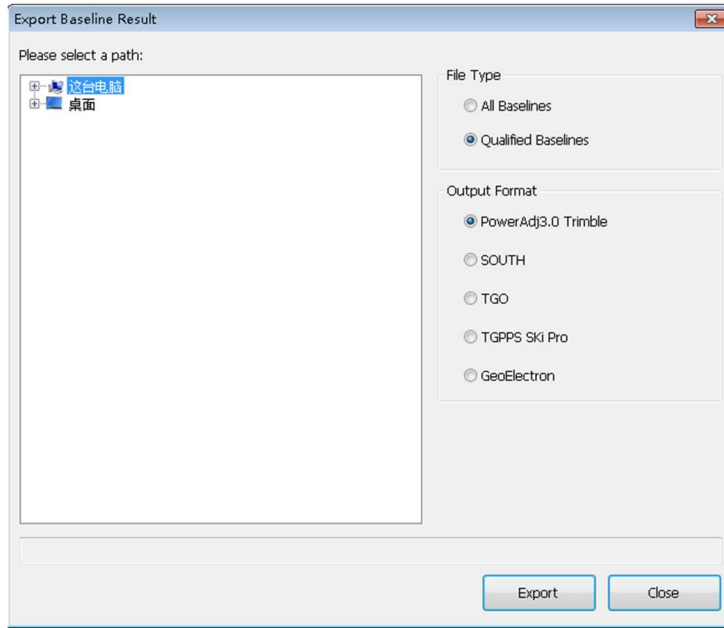 Export Baseline Result
Please select a path:
这台电脑
桌面
File Type
All Baselines
Qualified Baselines
Output Format
PowerAdj3.0 Trimble
SOUTH
TGO
TGPPS SKi Pro
GeoElectron
Export
Close